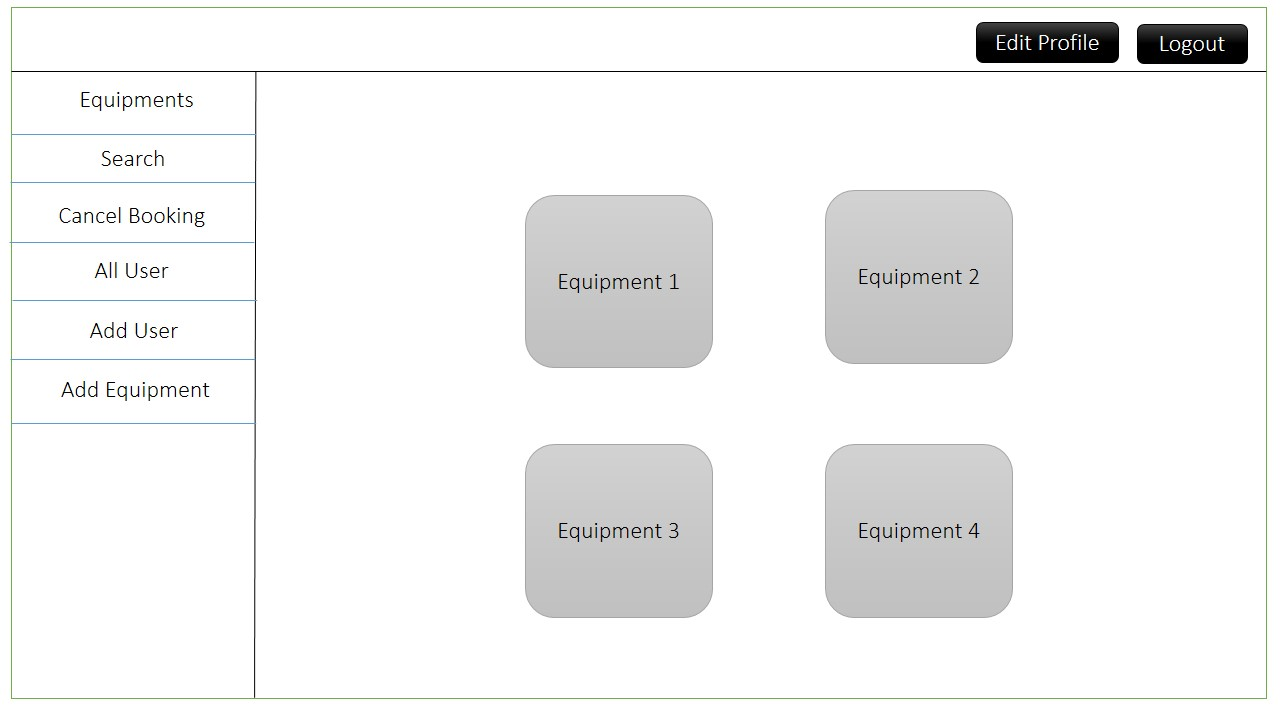 Edit Profile
Logout
Equipments
Search
Cancel Booking
All User
Add User
Add Equipment
Equipment 1
Equipment 2
Equipment 3
Equipment 4